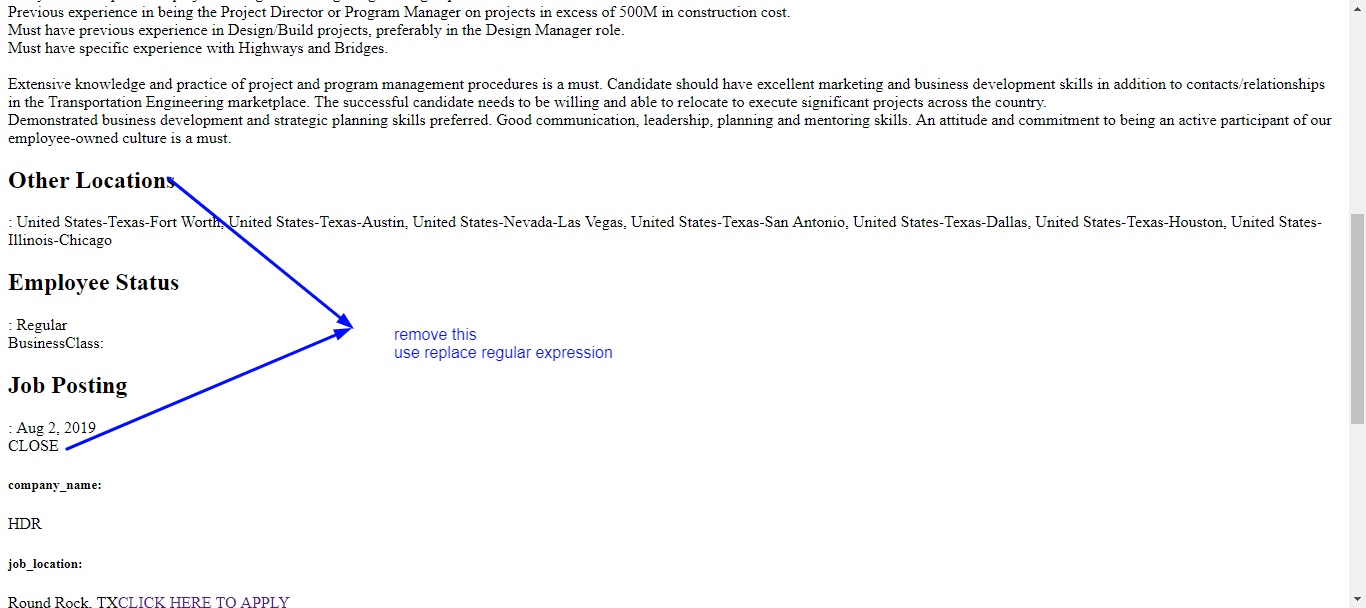 Previous experience in being the Project Director or Program Manager on projects in excess of 500M in construction cost.
Must have previous experience in Design/Build projects, preferably in the Design Manager role.
Must have specific experience with Highways and Bridges.
Extensive knowledge and practice of project and program management procedures is a must. Candidate should have excellent marketing and business development skills in addition to contacts/relationships
in the Transportation Engineering marketplace. The successful candidate needs to be willing and able to relocate to execute significant projects across the country.
Demonstrated business development and strategic planning skills preferred. Good communication, leadership, planning and mentoring skills. An attitude and commitment to being an active participant of our
employee-owned culture is a must.
Other Locations
: United States-Texas-Fort Worth, United States-Texas-Austin, United States-Nevada-Las Vegas, United States-Texas-San Antonio, United States-Texas-Dallas, United States-Texas-Houston, United States-
Illinois-Chicago
Employee Status
: Regular
BusinessClass:
remove this
use replace regular expression
Job Posting
: Aug 2, 2019
CLOSE
company_name:
HDR
job_location:
Round Rock, TXCLICK HERE TO APPLY